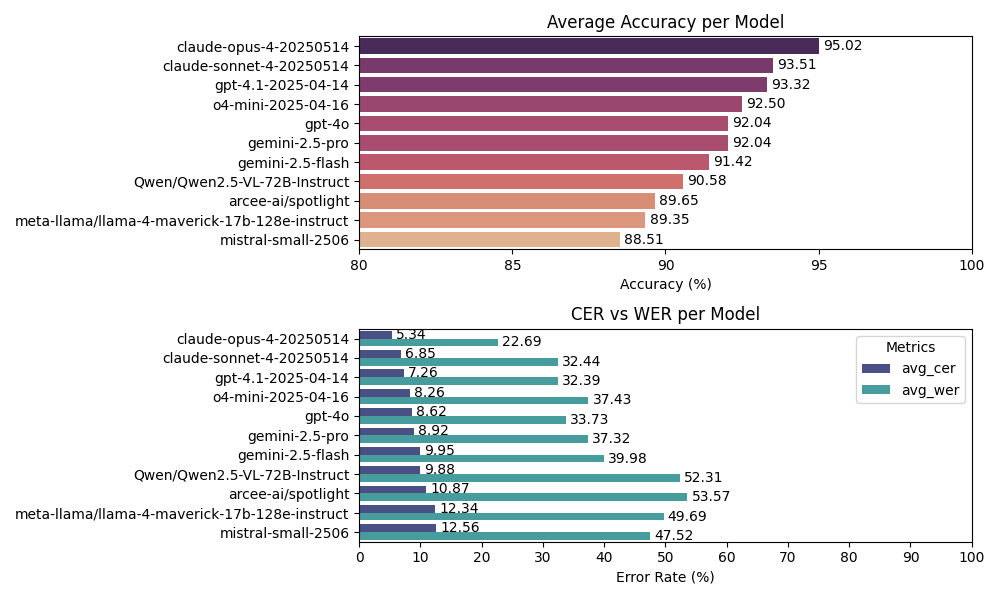 Average Accuracy per Model
claude-opus-4-20250514 95.02
claude-sonnet-4-20250514 93.51
gpt-4.1-2025-04-14 93.32
o4-mini-2025-04-16 92.50
gpt-4o 92.04
gemini-2.5-pro 92.04
gemini-2.5-flash 91.42
Qwen/Qwen2.5-VL-72B-Instruct 90.58
arcee-ai/spotlight 89.65
meta-llama/llama-4-maverick-17b-128e-instruct 89.35
mistral-small-2506 88.51
80 85 90 95 100
Accuracy (%)
CER vs WER per Model
Metrics
avg_cer
avg_wer
claude-opus-4-20250514 5.34
22.69
claude-sonnet-4-20250514 6.85
32.44
gpt-4.1-2025-04-14 7.26
32.39
o4-mini-2025-04-16 8.26
37.43
gpt-4o 8.62
33.73
gemini-2.5-pro 8.92
37.32
gemini-2.5-flash 9.95
39.98
Qwen/Qwen2.5-VL-72B-Instruct 9.88
52.31
arcee-ai/spotlight 10.87
53.57
meta-llama/llama-4-maverick-17b-128e-instruct 12.34
49.69
mistral-small-2506 12.56
47.52
0 10 20 30 40 50 60 70 80 90 100
Error Rate (%)